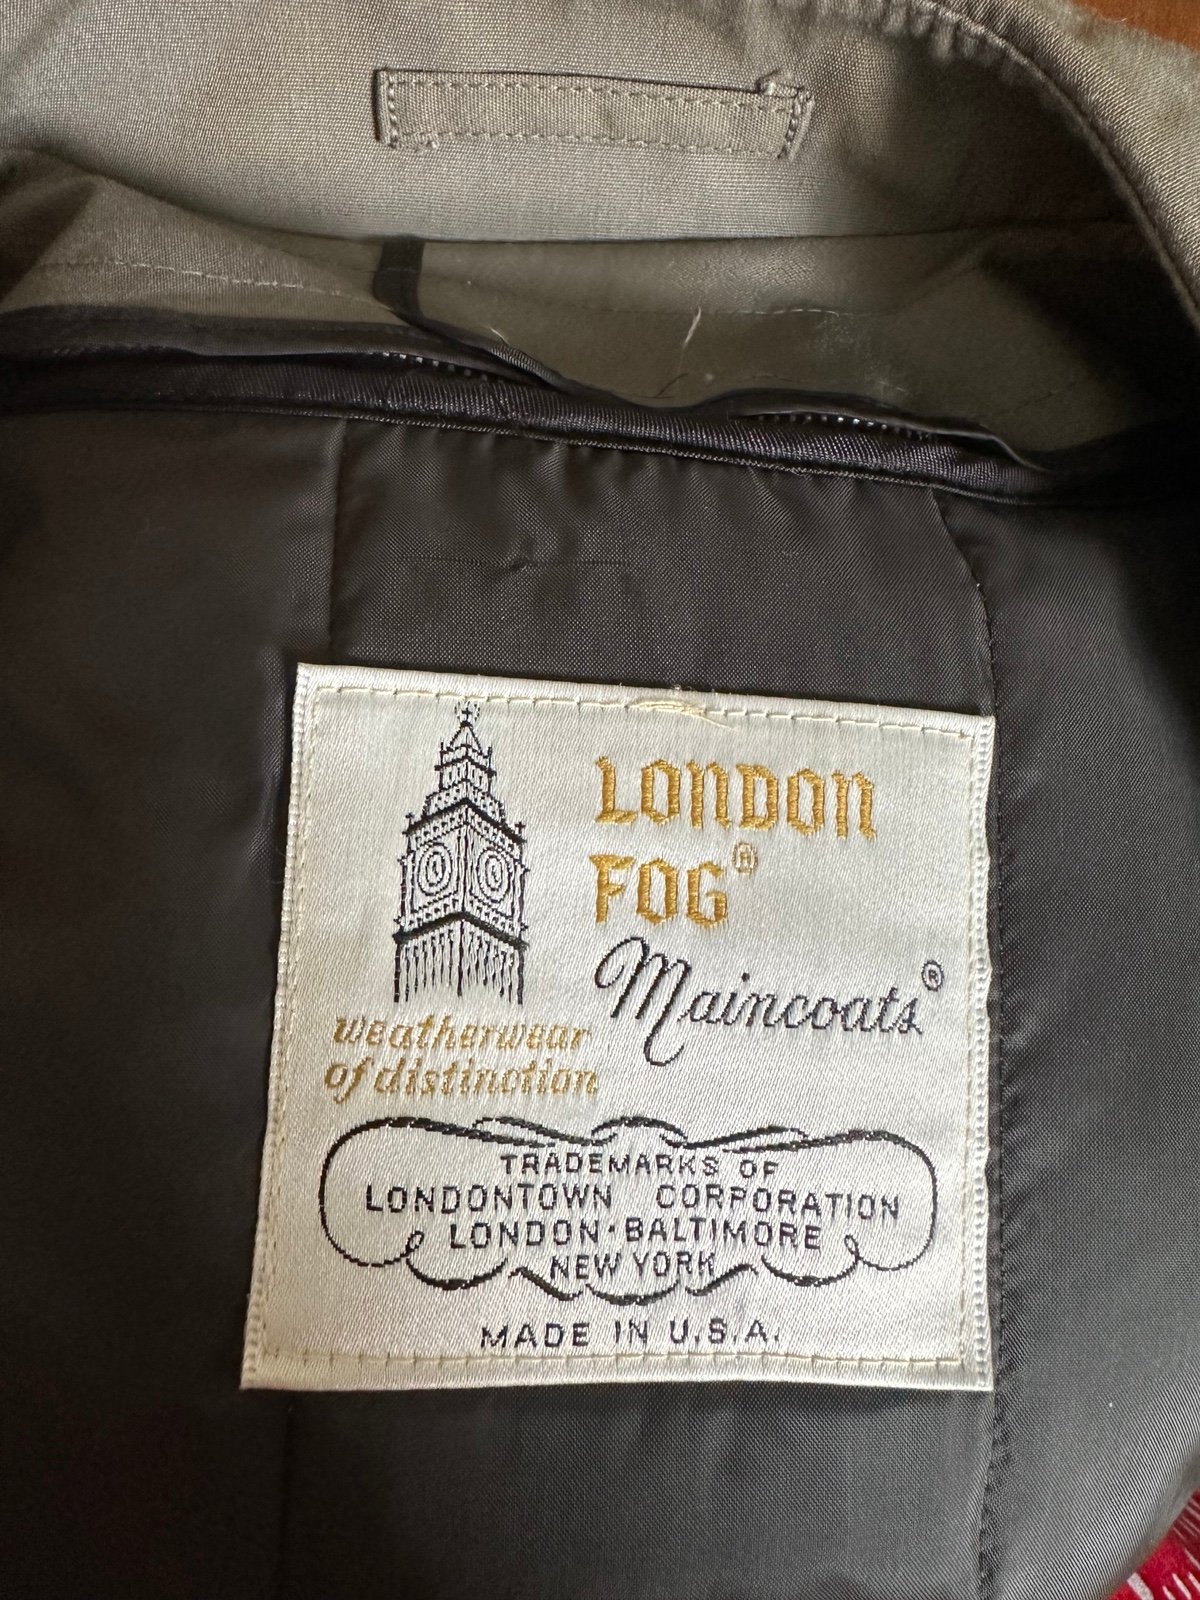 LONDON
FOG®
Maincoats®
weatherwear
of distinction
TRADEMARKS OF
LONDONTOWN CORPORATION
LONDON·BALTIMORE
NEW YORK
MADE IN U.S.A.